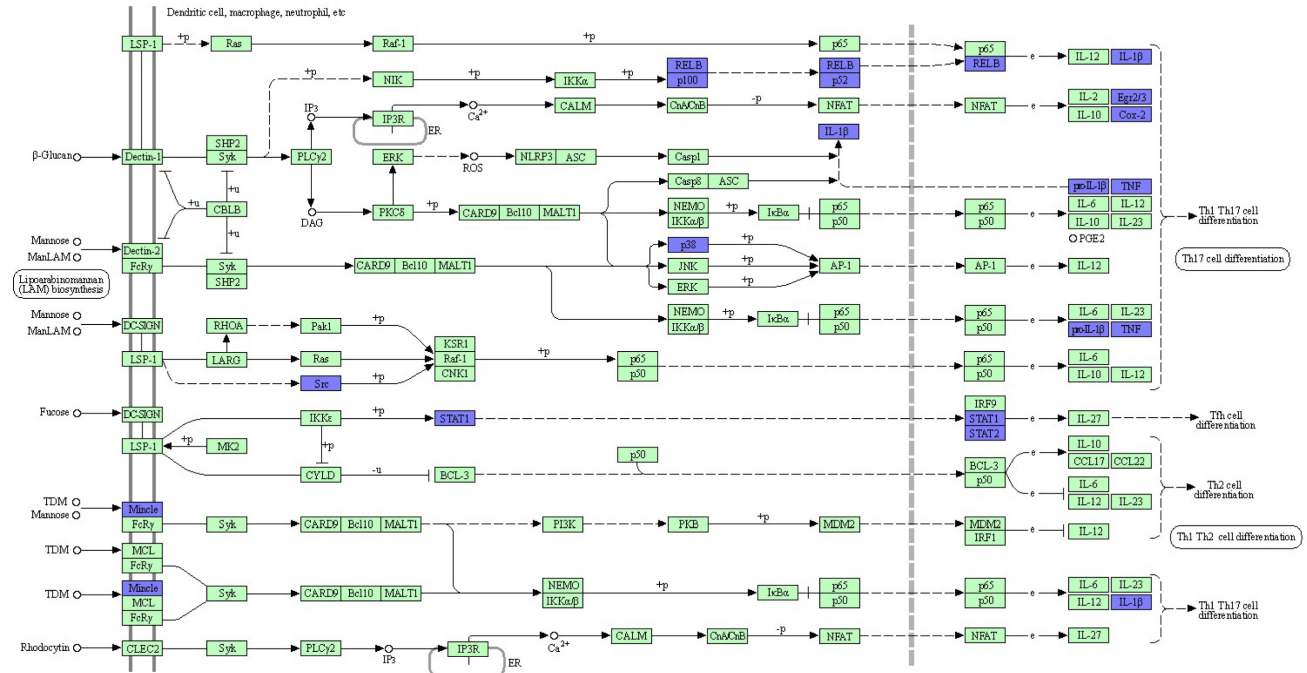 Dendritic cell, macrophage, neutrophil, etc
LSP-1 +p Ras Raf-1 +p p65 p65 e IL-12 IL-1β
RELB
+p NIK +p IKKα +p RELB p100 RELB p52
IP3 IP3R ER Ca2+ CALM CnA/CnB -p NFAT NFAT e IL-2 Egr2/3
IL-10 Cox-2
IL-1β
β-Glucan Dectin-1 SHP2 Syk PLCγ2 ERK ROS NLRP3 ASC Casp1
+u Casp8 ASC pro-IL-1β TNF
+u CBLB DAG PKCδ +p CARD9 Bcl10 MALT1 NEMO IKKα/β +p IκBα p65 p50 p65 p50 e IL-6 IL-12
IL-10 IL-23
PGE2
Th1 Th17 cell
differentiation
+u
Mannose
ManLAM
Dectin-2
FcRγ
Syk
SHP2
CARD9 Bcl10 MALT1
p38 +p
JNK +p AP-1 AP-1 e IL-12
ERK +p
Th17 cell differentiation
Lipoarabinomannan
(LAM) biosynthesis
NEMO IKKα/β +p IκBα p65 p50 p65 p50 e IL-6 IL-23
pro-IL-1β TNF
Mannose
ManLAM
DC-SIGN RHOA Pak1 +p
KSR1
LSP-1 LARG Ras Raf-1 +p p65 p50 p65 p50 e IL-6
CNK1 IL-10 IL-12
Src +p
Fucose DC-SIGN IKKε +p STAT1 IRF9
STAT1 e IL-27 Tfh cell
differentiation
STAT2
LSP-1 +p MK2 +p
CYLD -u BCL-3 p50 BCL-3 p50 e IL-10
CCL17 CCL22
e IL-6
IL-12 IL-23
Th2 cell
differentiation
TDM
Mannose
Mincle
FcRγ Syk CARD9 Bcl10 MALT1 PI3K PKB +p MDM2 MDM2 e IL-12
IRF1
Th1 Th2 cell differentiation
TDM MCL
FcRγ
TDM Mincle
MCL
FcRγ
Syk CARD9 Bcl10 MALT1 NEMO IKKα/β +p IκBα p65 p50 p65 p50 e IL-6 IL-23
IL-12 IL-1β
Th1 Th17 cell
differentiation
Rhodocytin CLEC2 Syk PLCγ2 IP3 IP3R ER Ca2+ CALM CnA/CnB -p NFAT NFAT e IL-27